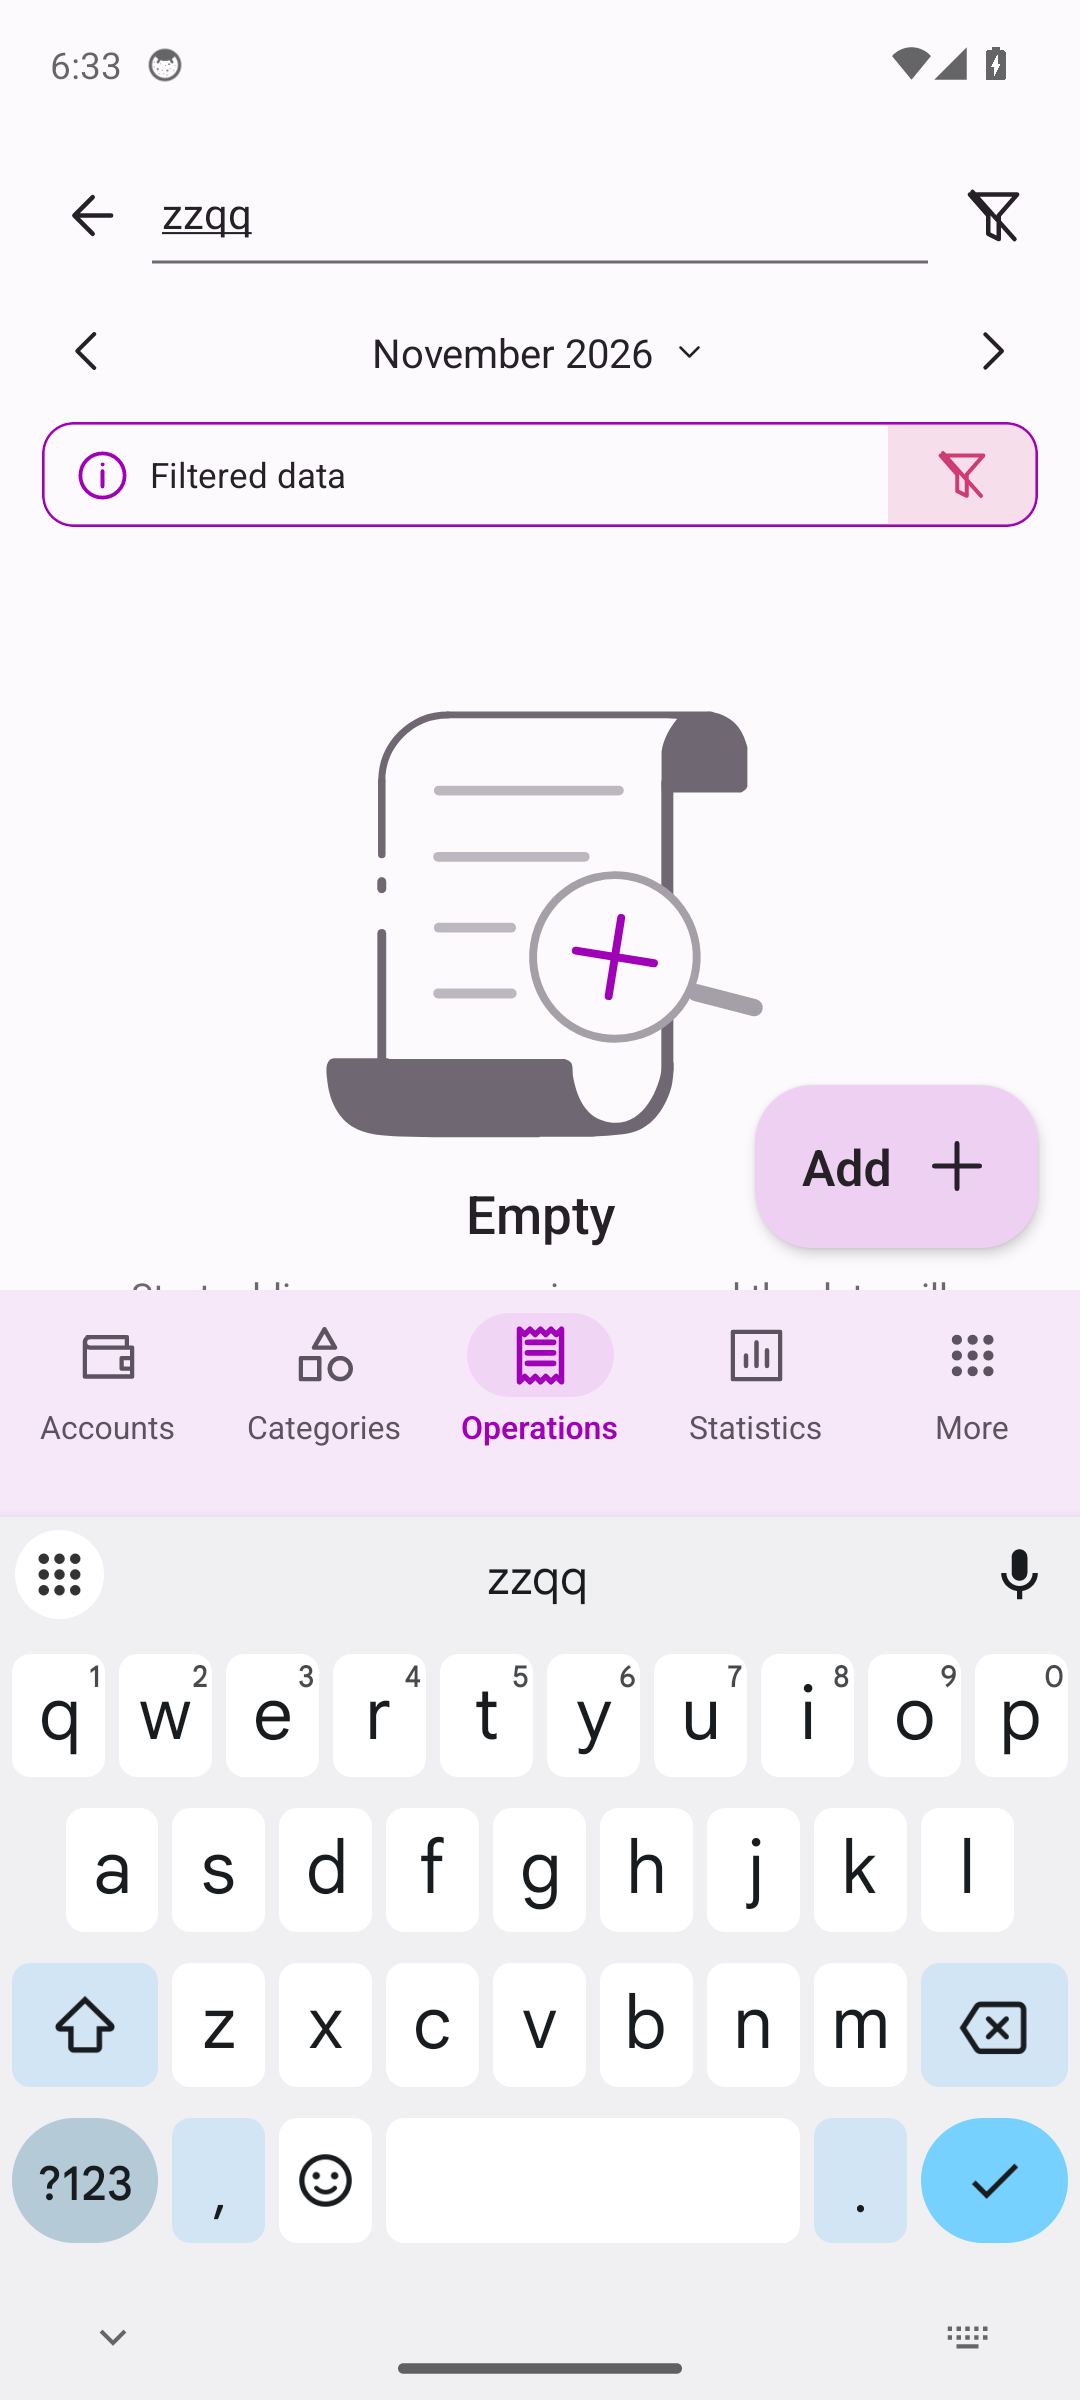 6:33
zzqq
November 2026
Filtered data
Add
Empty
Accounts
Categories
Operations
Statistics
More
zzqq
q 1 w 2 e 3 r 4 t 5 y 6 u 7 i 8 o 9 p 0
a s d f g h j k l
z x c v b n m
?123 , .